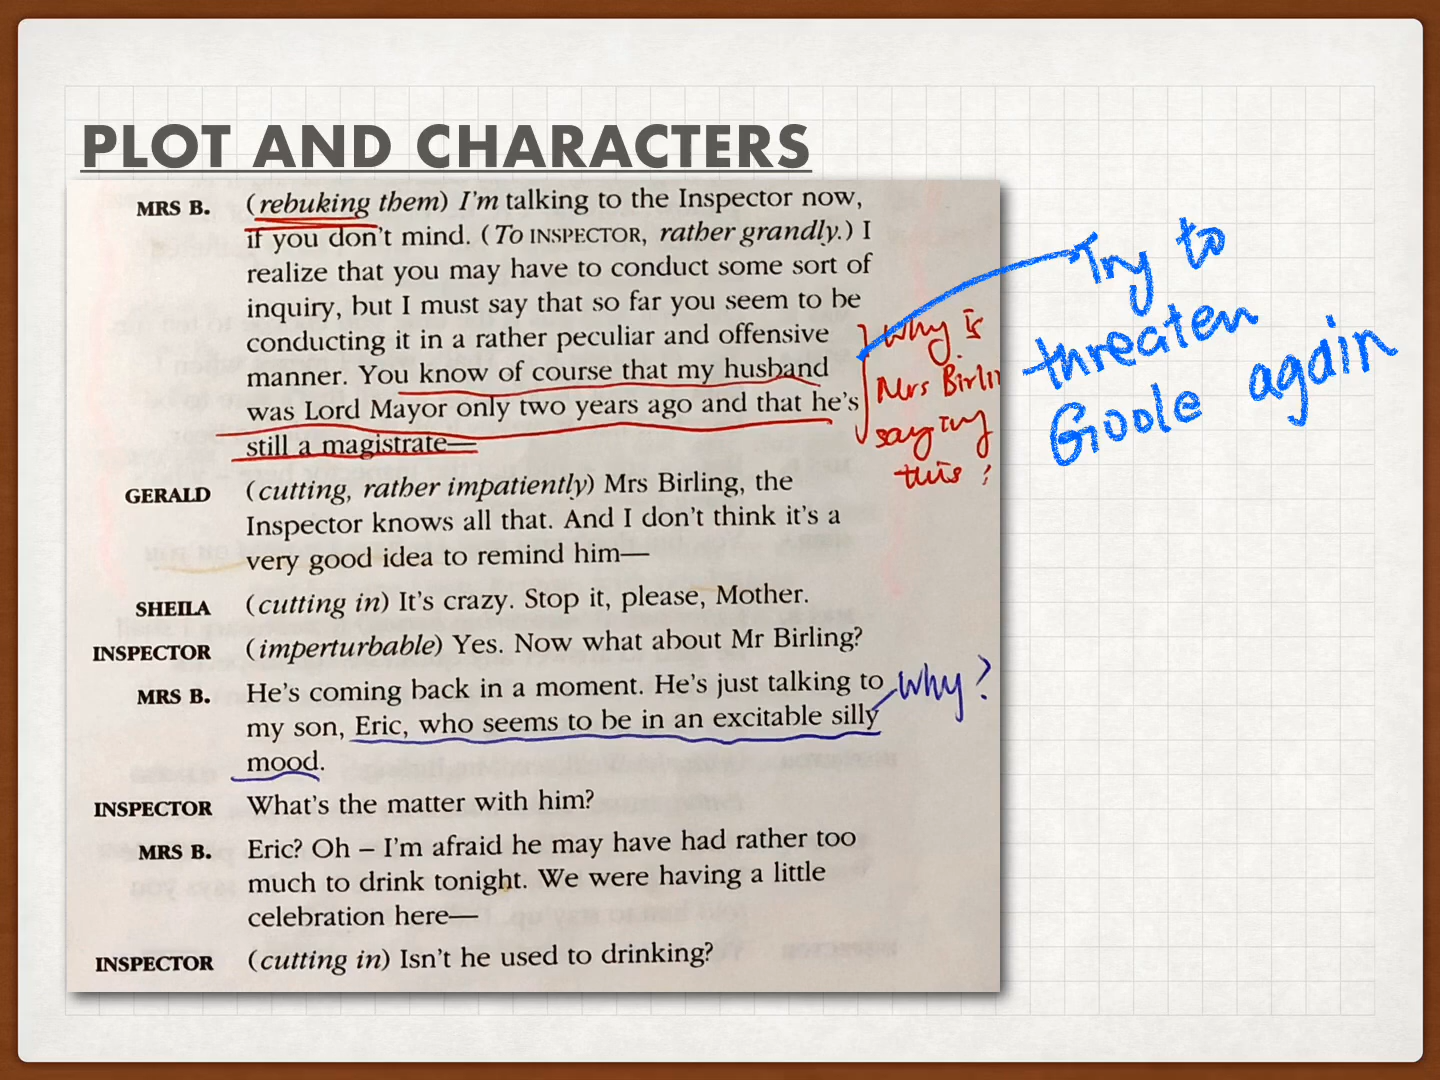 PLOT AND CHARACTERS
MRS B. (rebuking them) I'm talking to the Inspector now,
if you don't mind. (To INSPECTOR, rather grandly.) I
realize that you may have to conduct some sort of
inquiry, but I must say that so far you seem to be
conducting it in a rather peculiar and offensive
manner. You know of course that my husband
was Lord Mayor only two years ago and that he's
still a magistrate—
GERALD (cutting, rather impatiently) Mrs Birling, the
Inspector knows all that. And I don't think it's a
very good idea to remind him—
SHEILA (cutting in) It's crazy. Stop it, please, Mother.
INSPECTOR (imperturbable) Yes. Now what about Mr Birling?
MRS B. He's coming back in a moment. He's just talking to
my son, Eric, who seems to be in an excitable silly
mood.
INSPECTOR What's the matter with him?
MRS B. Eric? Oh – I'm afraid he may have had rather too
much to drink tonight. We were having a little
celebration here—
INSPECTOR (cutting in) Isn't he used to drinking?
Why is
Mrs Birlin
saying
this?
Try to
threaten
Goole again
Why?